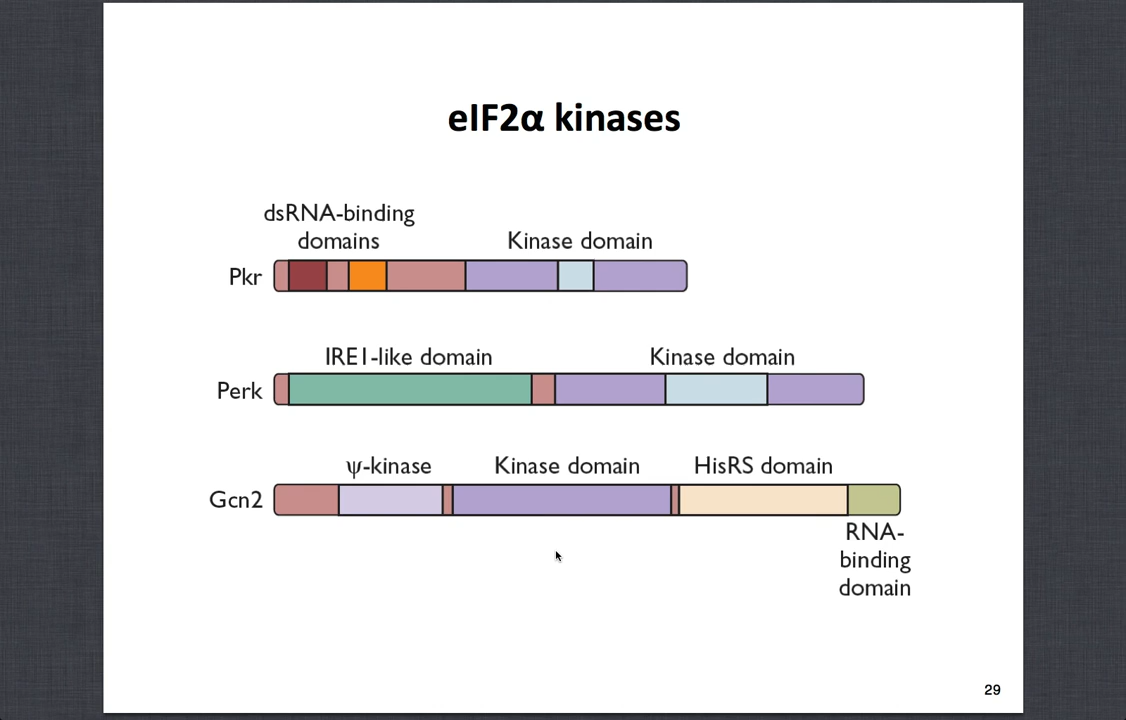 eIF2α kinases
dsRNA-binding
domains
Kinase domain
Pkr
IRE1-like domain
Kinase domain
Perk
ψ-kinase
Kinase domain
HisRS domain
Gcn2
RNA-
binding
domain
29